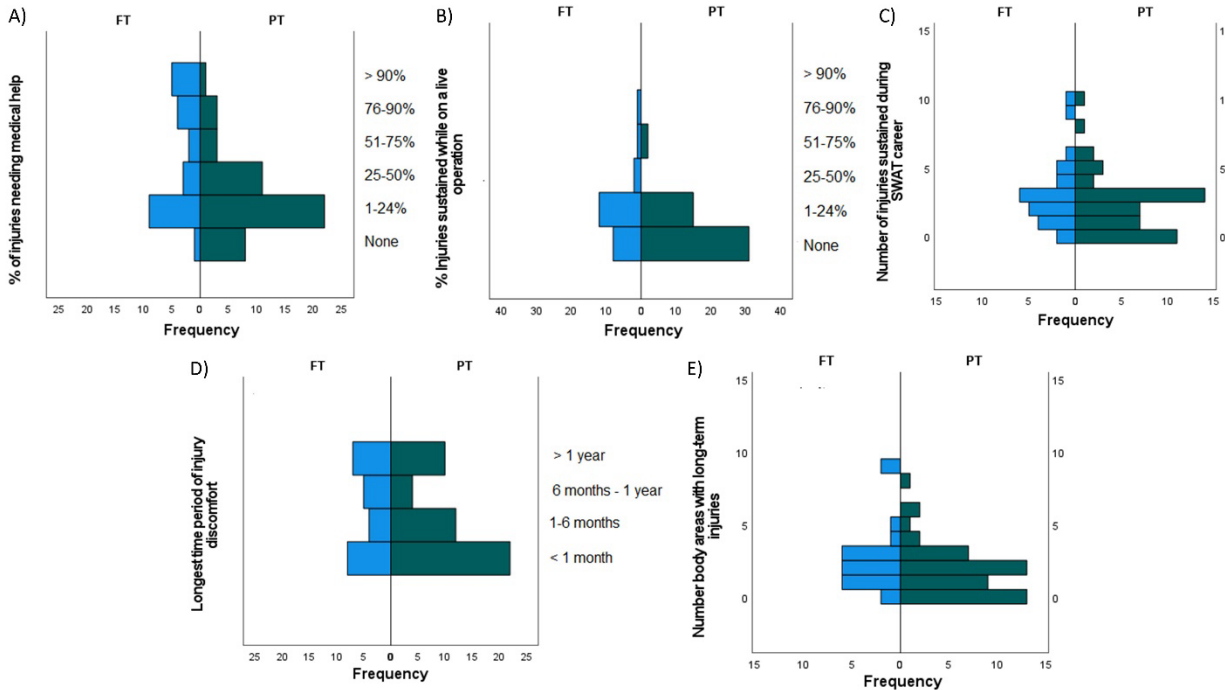 A)
FT PT
% of injuries needing medical help
> 90%
76-90%
51-75%
25-50%
1-24%
None
25 20 15 10 5 0 5 10 15 20 25
Frequency
B)
FT PT
% Injuries sustained while on a live
operation
> 90%
76-90%
51-75%
25-50%
1-24%
None
40 30 20 10 0 10 20 30 40
Frequency
C)
FT PT
Number of injuries sustained during
SWAT career
15
10
5
0
1
1
5
0
15 10 5 0 5 10 15
Frequency
D)
FT PT
Longest time period of injury
discomfort
> 1 year
6 months - 1 year
1-6 months
< 1 month
25 20 15 10 5 0 5 10 15 20 25
Frequency
E)
FT PT
Number body areas with long-term
injuries
15
10
5
0
15
10
5
0
15 10 5 0 5 10 15
Frequency